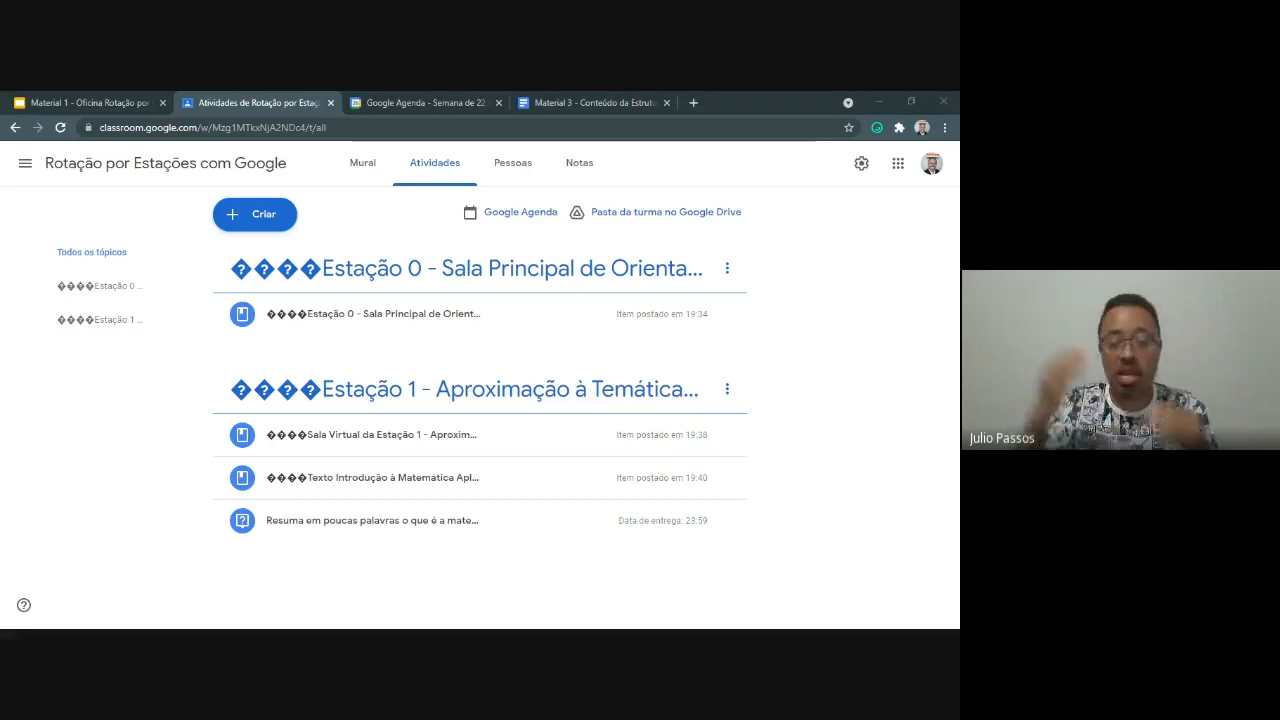 Material 1 - Oficina Rotação por
Atividades de Rotação por Estaç
Google Agenda - Semana de 22
Material 3 - Conteúdo da Estrutu
classroom.google.com/w/Mzg1MTkxNjA2NDc4/t/all
Rotação por Estações com Google
Mural
Atividades
Pessoas
Notas
Criar
Google Agenda
Pasta da turma no Google Drive
Todos os tópicos
����Estação 0 ...
����Estação 1 ...
����Estação 0 - Sala Principal de Orienta...
����Estação 0 - Sala Principal de Orient...
Item postado em 19:34
����Estação 1 - Aproximação à Temática...
����Sala Virtual da Estação 1 - Aproxim...
Item postado em 19:38
����Texto Introdução à Matemática Apl...
Item postado em 19:40
Resuma em poucas palavras o que é a mate...
Data de entrega: 23:59
Julio Passos